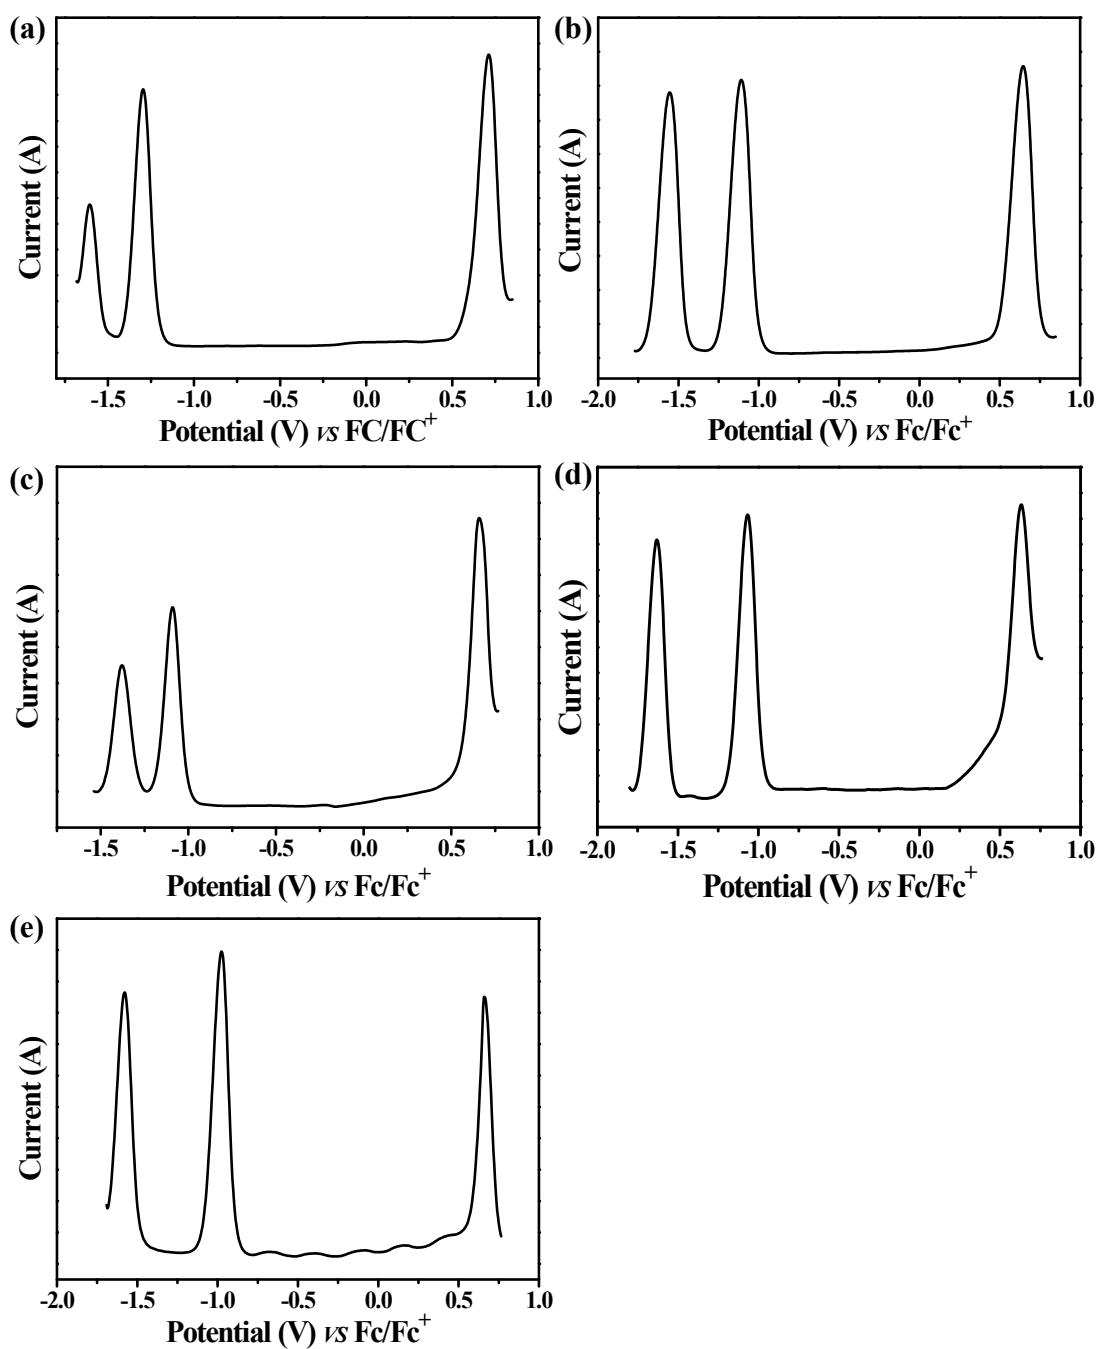 (a)
Current (A)
-1.5 -1.0 -0.5 0.0 0.5 1.0
Potential (V) vs FC/FC+
(b)
Current (A)
-2.0 -1.5 -1.0 -0.5 0.0 0.5 1.0
Potential (V) vs Fc/Fc+
(c)
Current (A)
-1.5 -1.0 -0.5 0.0 0.5 1.0
Potential (V) vs Fc/Fc+
(d)
Current (A)
-2.0 -1.5 -1.0 -0.5 0.0 0.5 1.0
Potential (V) vs Fc/Fc+
(e)
Current (A)
-2.0 -1.5 -1.0 -0.5 0.0 0.5 1.0
Potential (V) vs Fc/Fc+